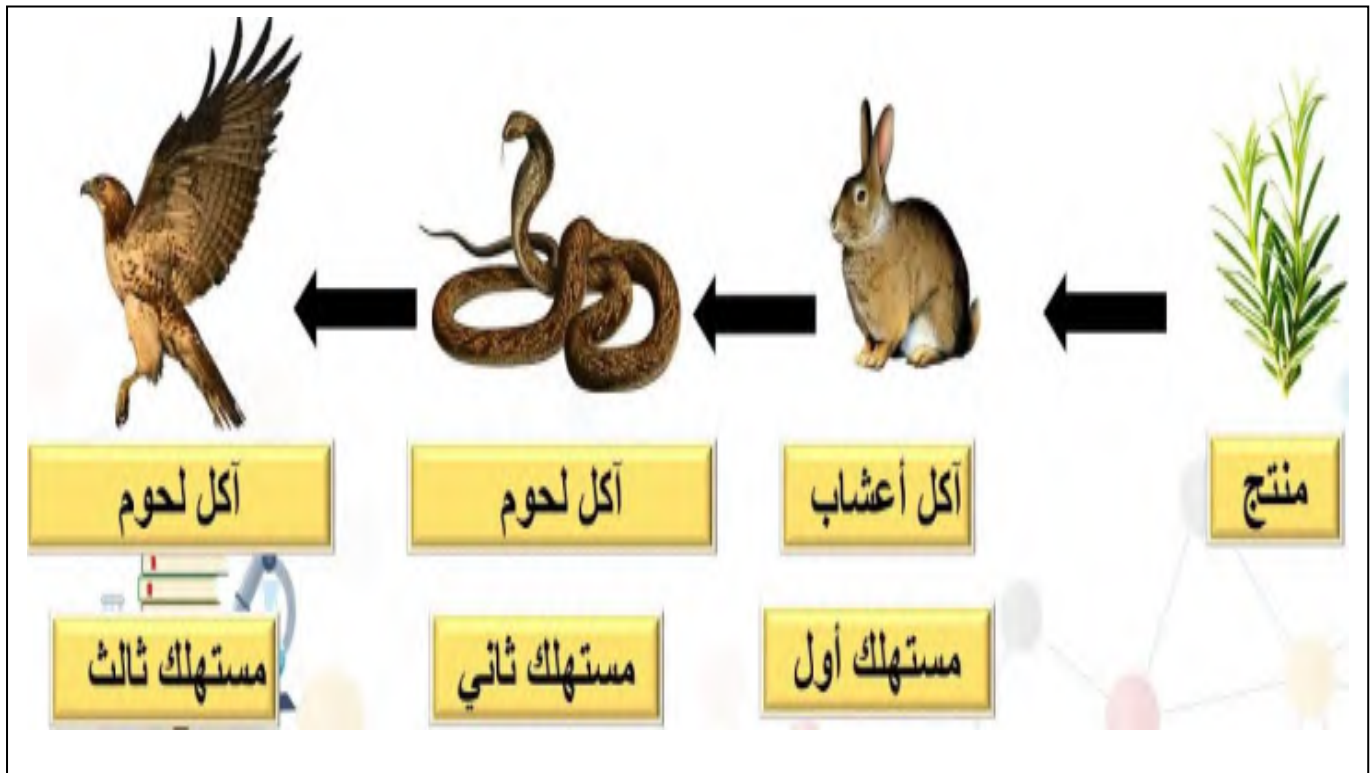 منتج
آكل أعشاب
آكل لحوم
آكل لحوم
مستهلك أول
مستهلك ثاني
مستهلك ثالث